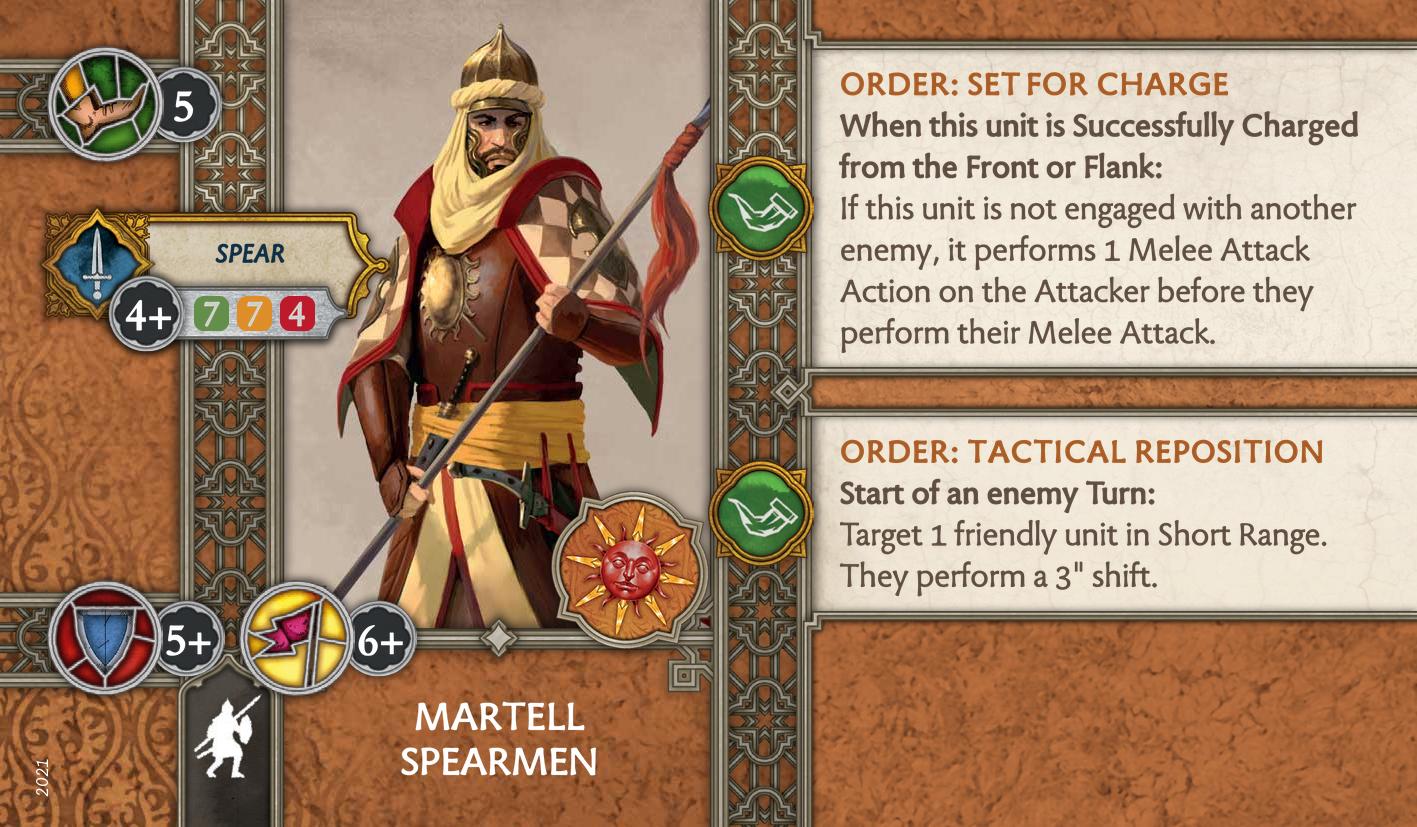 5
SPEAR
4+ 7 7 4
5+ 6+
MARTELL
SPEARMEN
2021
ORDER: SET FOR CHARGE
When this unit is Successfully Charged
from the Front or Flank:
If this unit is not engaged with another
enemy, it performs 1 Melee Attack
Action on the Attacker before they
perform their Melee Attack.
ORDER: TACTICAL REPOSITION
Start of an enemy Turn:
Target 1 friendly unit in Short Range.
They perform a 3" shift.